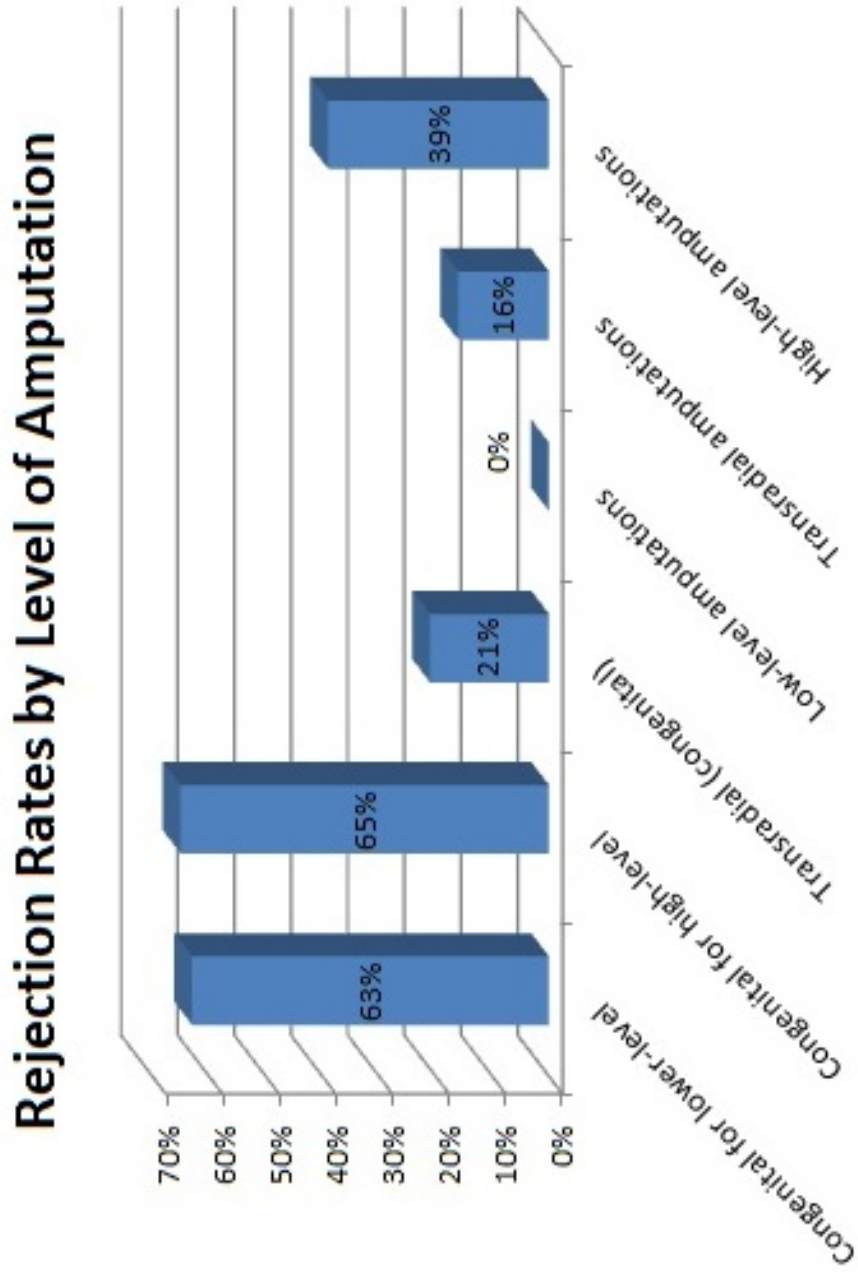 Rejection Rates by Level of Amputation
70%
60%
50%
40%
30%
20%
10%
0%
63%
65%
21%
0%
16%
39%
Congenital for lower-level
Congenital for high-level
Transradial (congenital)
Low-level amputations
Transradial amputations
High-level amputations